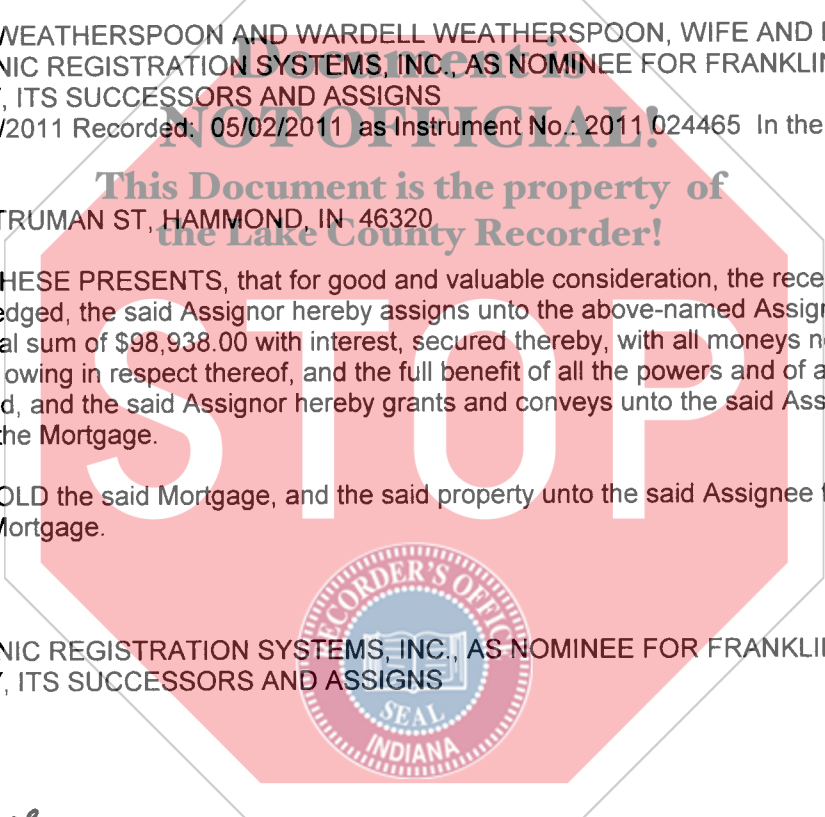 WEATHERSPOON AND WARDELL WEATHERSPOON, WIFE AND
Document is
NIC REGISTRATION SYSTEMS, INC., AS NOMINEE FOR FRANKLIN
, ITS SUCCESSORS AND ASSIGNS
NOT OFFICIAL!
/2011 Recorded: 05/02/2011 as Instrument No.: 2011 024465 In the
This Document is the property of
TRUMAN ST, HAMMOND, IN 46320
the Lake County Recorder!
HESE PRESENTS, that for good and valuable consideration, the rece
edged, the said Assignor hereby assigns unto the above-named Assign
al sum of $98,938.00 with interest, secured thereby, with all moneys n
owing in respect thereof, and the full benefit of all the powers and of a
d, and the said Assignor hereby grants and conveys unto the said Ass
the Mortgage.
STOP
OLD the said Mortgage, and the said property unto the said Assignee f
Mortgage.
RECORDER'S OFFIC
NIC REGISTRATION SYSTEMS, INC., AS NOMINEE FOR FRANKLIN
, ITS SUCCESSORS AND ASSIGNS
SEAL
INDIANA